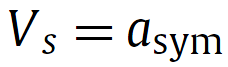 V_s = a_sym